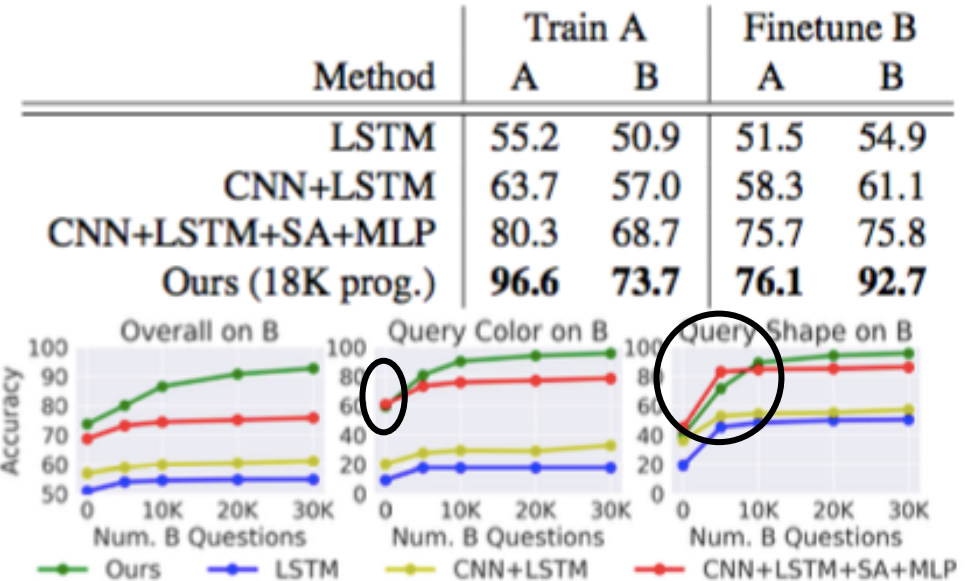 Train A Finetune B
Method A B A B
LSTM 55.2 50.9 51.5 54.9
CNN+LSTM 63.7 57.0 58.3 61.1
CNN+LSTM+SA+MLP 80.3 68.7 75.7 75.8
Ours (18K prog.) 96.6 73.7 76.1 92.7
Overall on B Query Color on B Query Shape on B
100 100 100
90 80 80
80 60 60
70 40 40
60 20 20
50 0 0
Accuracy
0 10K 20K 30K 0 10K 20K 30K 0 10K 20K 30K
Num. B Questions Num. B Questions Num. B Questions
Ours LSTM CNN+LSTM CNN+LSTM+SA+MLP